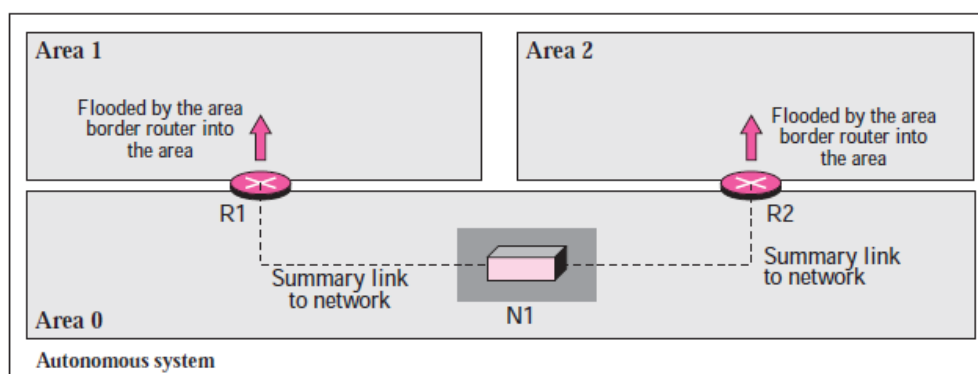 Area 1
Flooded by the area
border router into
the area
Area 2
Flooded by the area
border router into
the area
R1
R2
Summary link
to network
Summary link
to network
N1
Area 0
Autonomous system